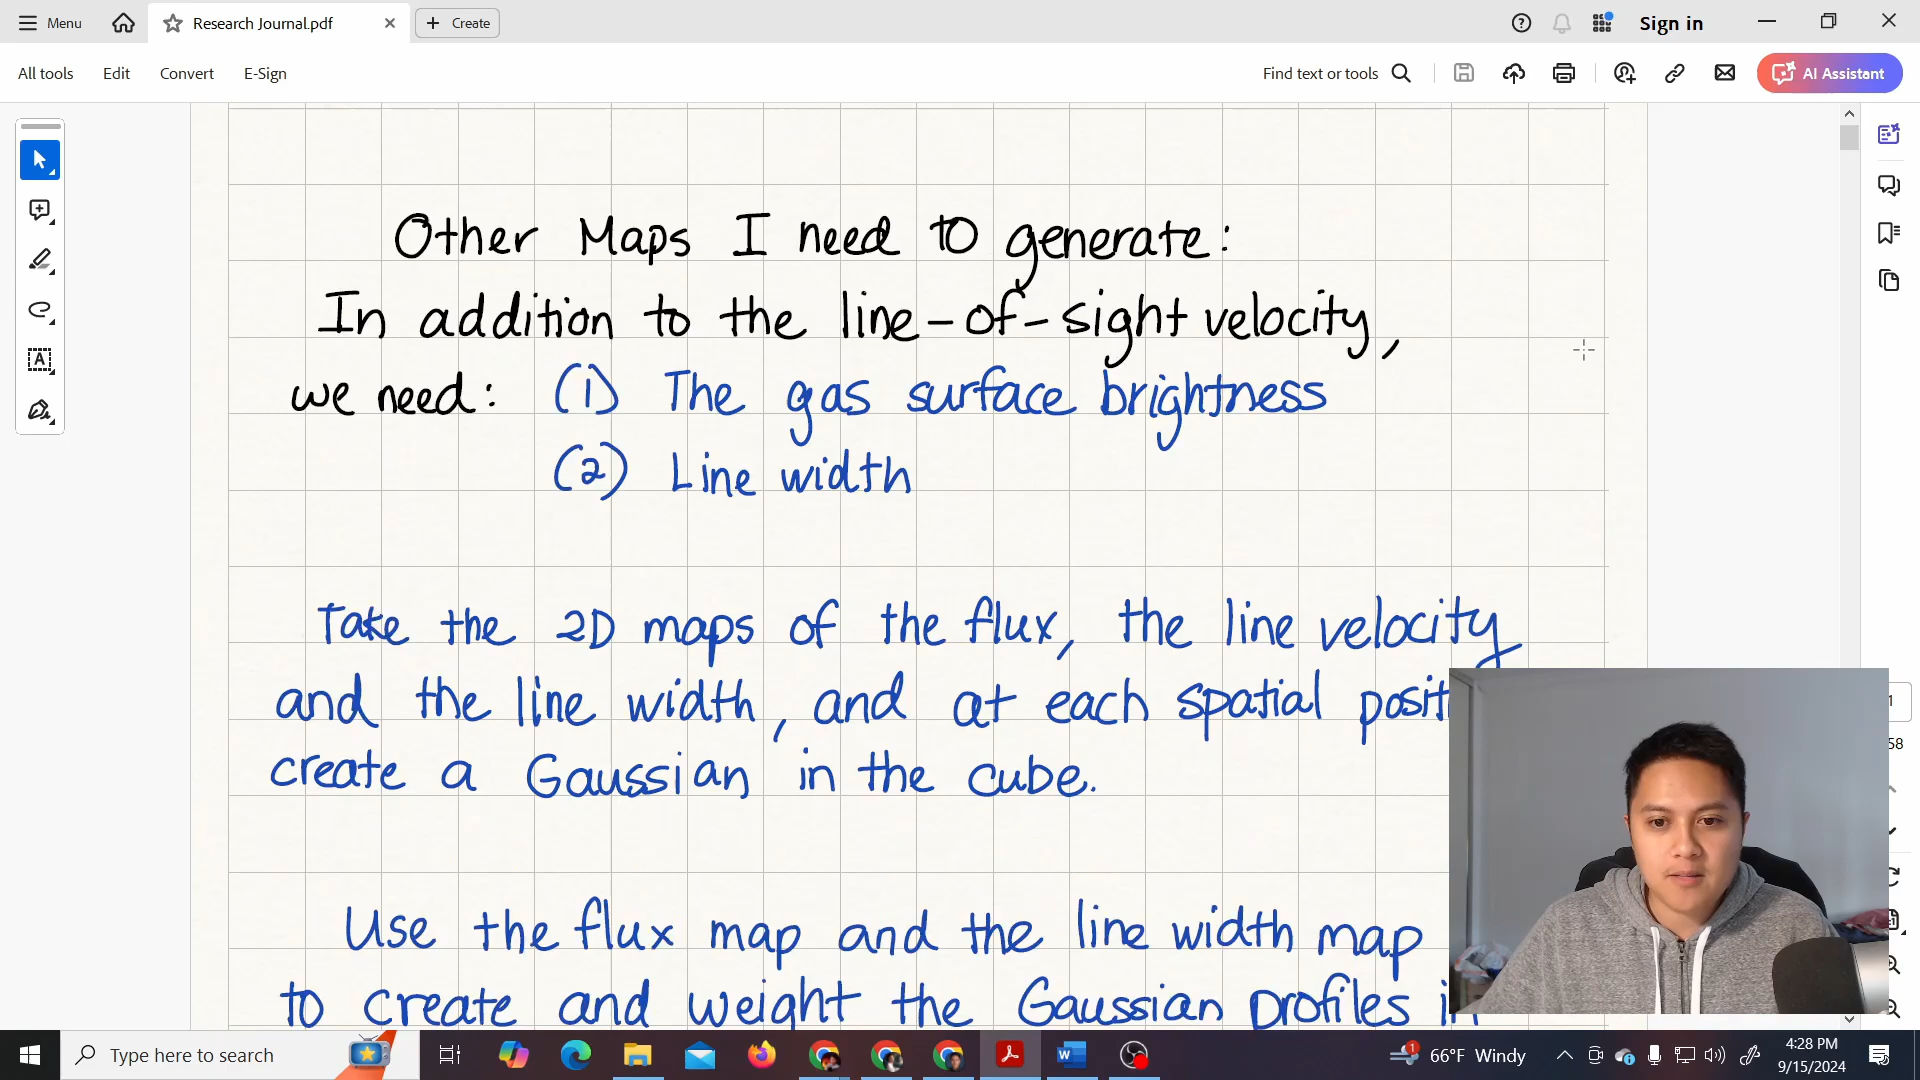 Menu
Research Journal.pdf
Create
Sign in
All tools
Edit
Convert
E-Sign
Find text or tools
AI Assistant
Other Maps I need to generate:
In addition to the line-of-sight velocity,
we need: (1) The gas surface brightness
(2) Line width
Take the 2D maps of the flux, the line velocity
and the line width, and at each spatial posit
create a Gaussian in the cube.
Use the flux map and the line width map
to create and weight the Gaussian profiles in
1
58
Type here to search
1
66°F Windy
4:28 PM
9/15/2024